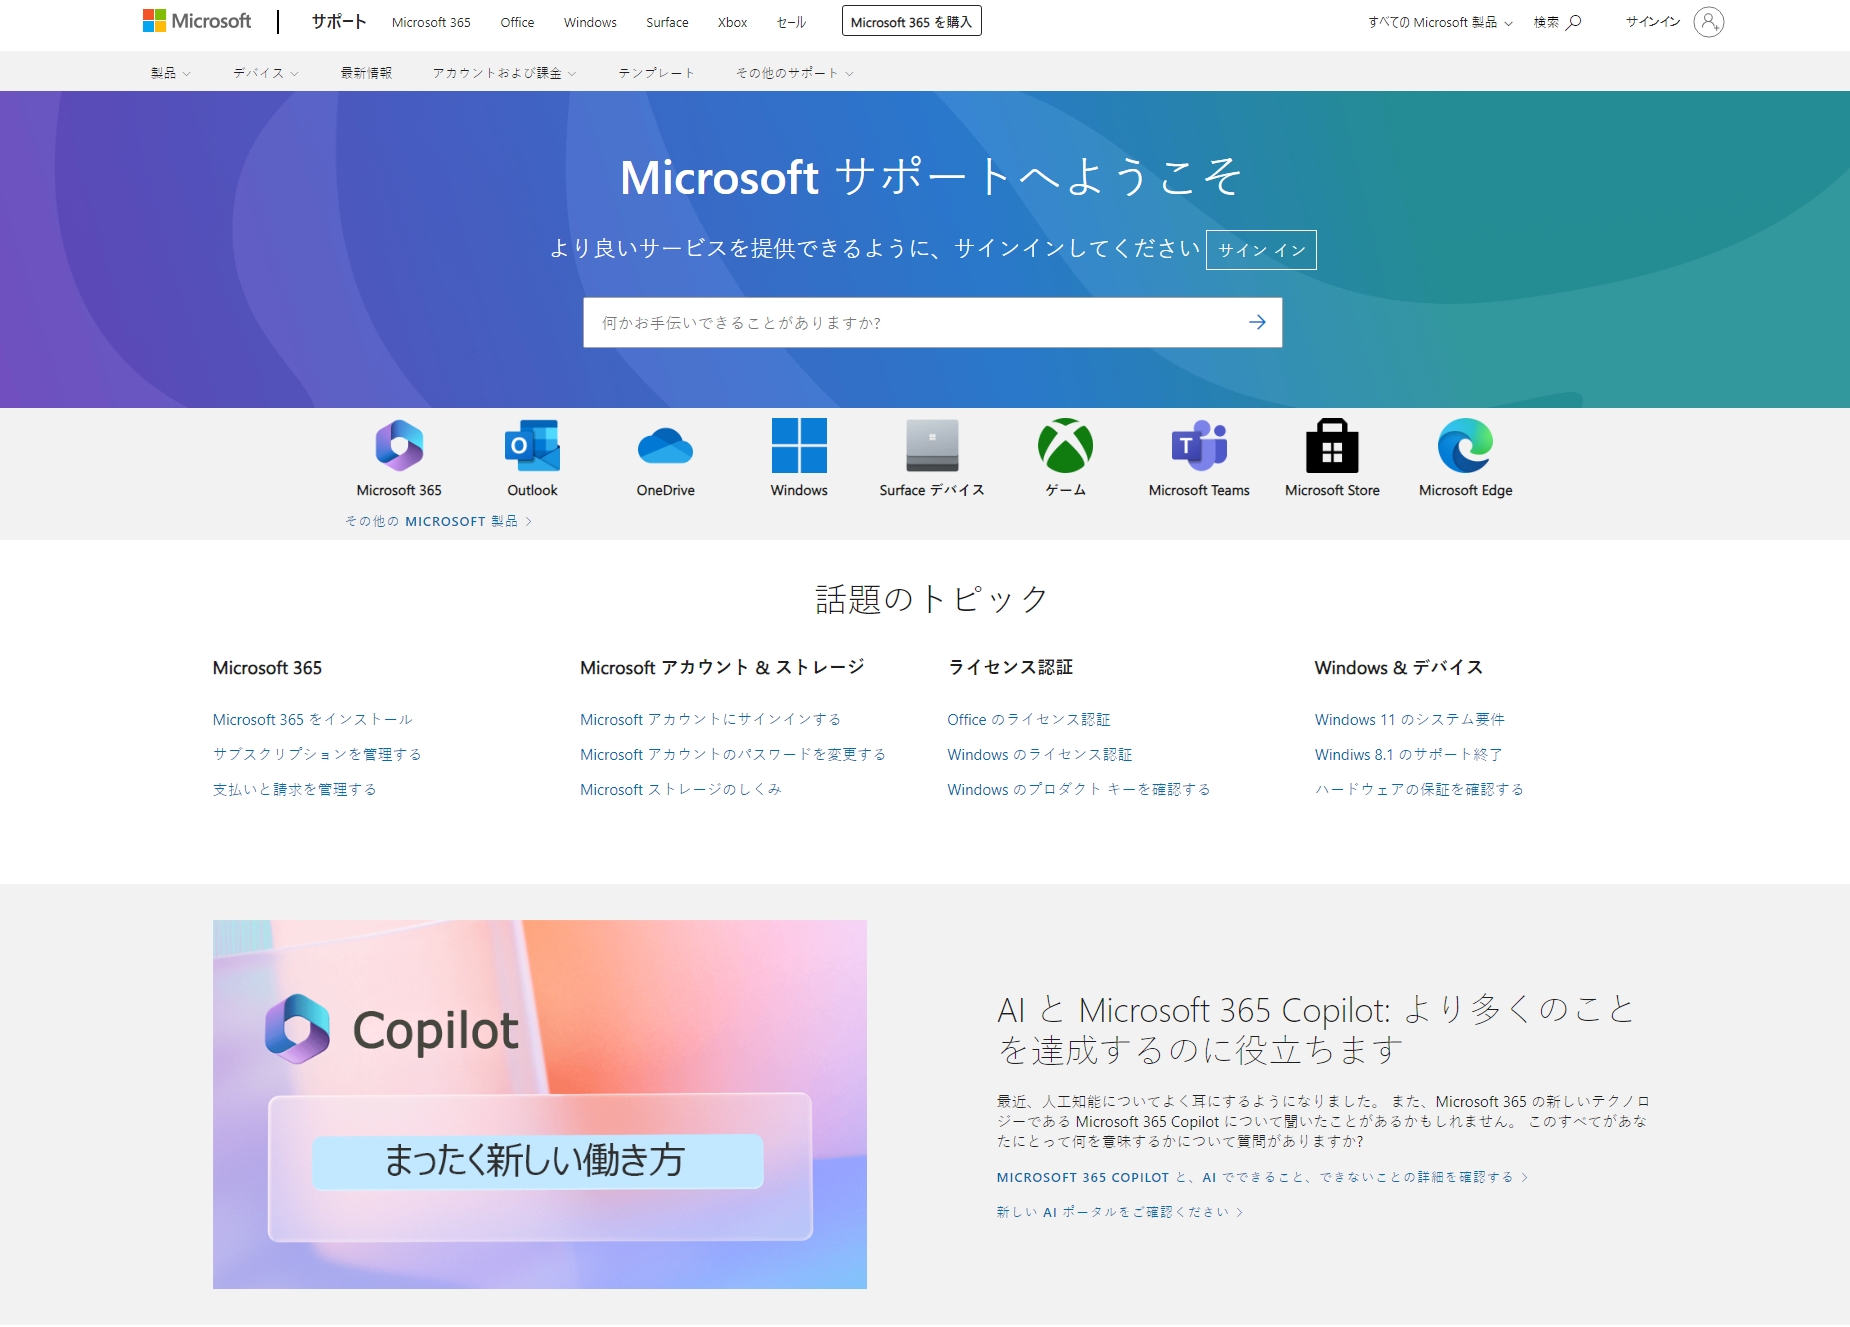 Microsoft サポート Microsoft 365 Office Windows Surface Xbox セール Microsoft 365 を購入 すべての Microsoft 製品 検索 サインイン
製品 デバイス 最新情報 アカウントおよび課金 テンプレート その他のサポート
Microsoft サポートへようこそ
より良いサービスを提供できるように、サインインしてください サイン イン
何かお手伝いできることがありますか?
Microsoft 365 Outlook OneDrive Windows Surface デバイス ゲーム Microsoft Teams Microsoft Store Microsoft Edge
その他の MICROSOFT 製品
話題のトピック
Microsoft 365
Microsoft 365 をインストール
サブスクリプションを管理する
支払いと請求を管理する
Microsoft アカウント & ストレージ
Microsoft アカウントにサインインする
Microsoft アカウントのパスワードを変更する
Microsoft ストレージのしくみ
ライセンス認証
Office のライセンス認証
Windows のライセンス認証
Windows のプロダクト キーを確認する
Windows & デバイス
Windows 11 のシステム要件
Windiws 8.1 のサポート終了
ハードウェアの保証を確認する
Copilot
まったく新しい働き方
AI と Microsoft 365 Copilot: より多くのこと
を達成するのに役立ちます
最近、人工知能についてよく耳にするようになりました。 また、Microsoft 365 の新しいテクノロ
ジーである Microsoft 365 Copilot について聞いたことがあるかもしれません。 このすべてがあな
たにとって何を意味するかについて質問がありますか?
MICROSOFT 365 COPILOT と、AI でできること、できないことの詳細を確認する
新しい AI ポータルをご確認ください